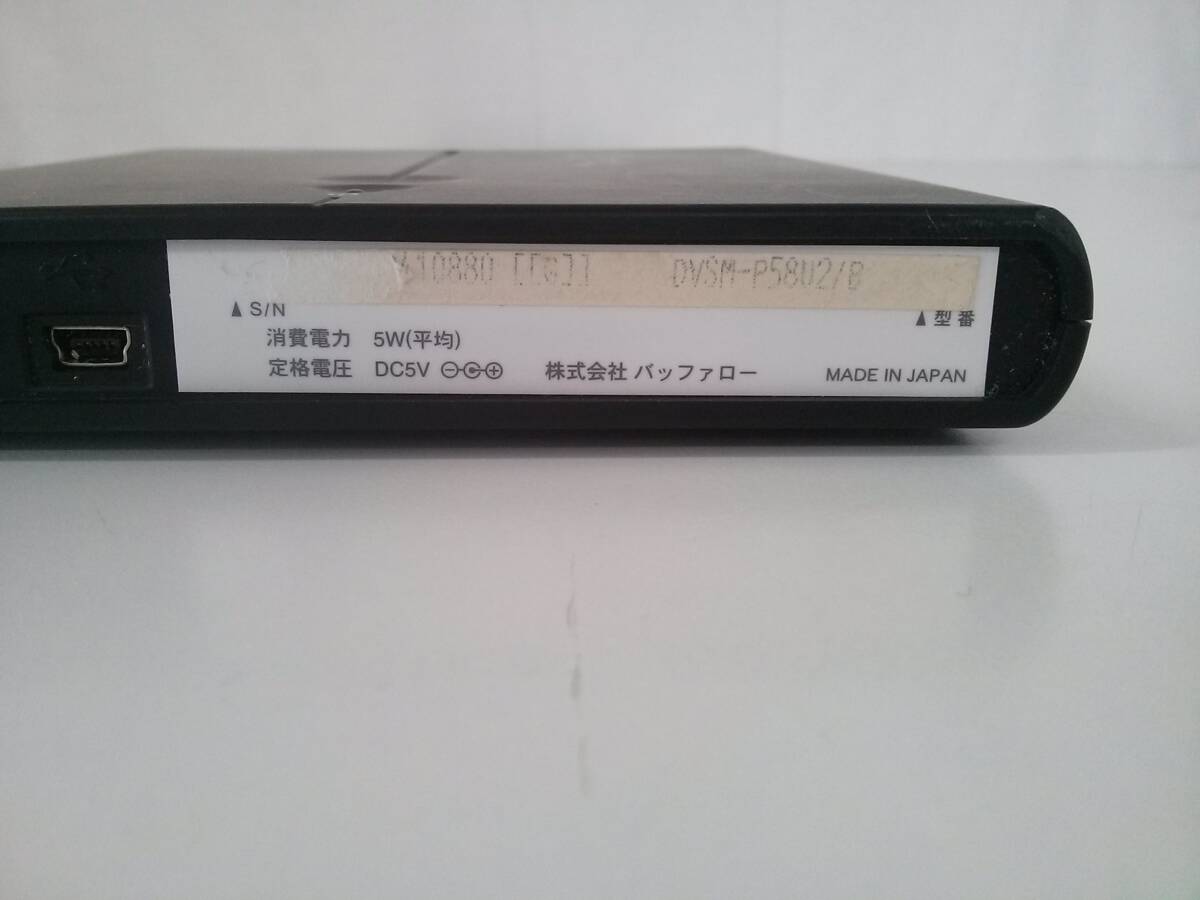 ¥10880 [[G]] DVSM-P58U2/B
▲ S/N ▲ 型番
消費電力 5W(平均)
定格電圧 DC5V 株式会社 バッファロー MADE IN JAPAN